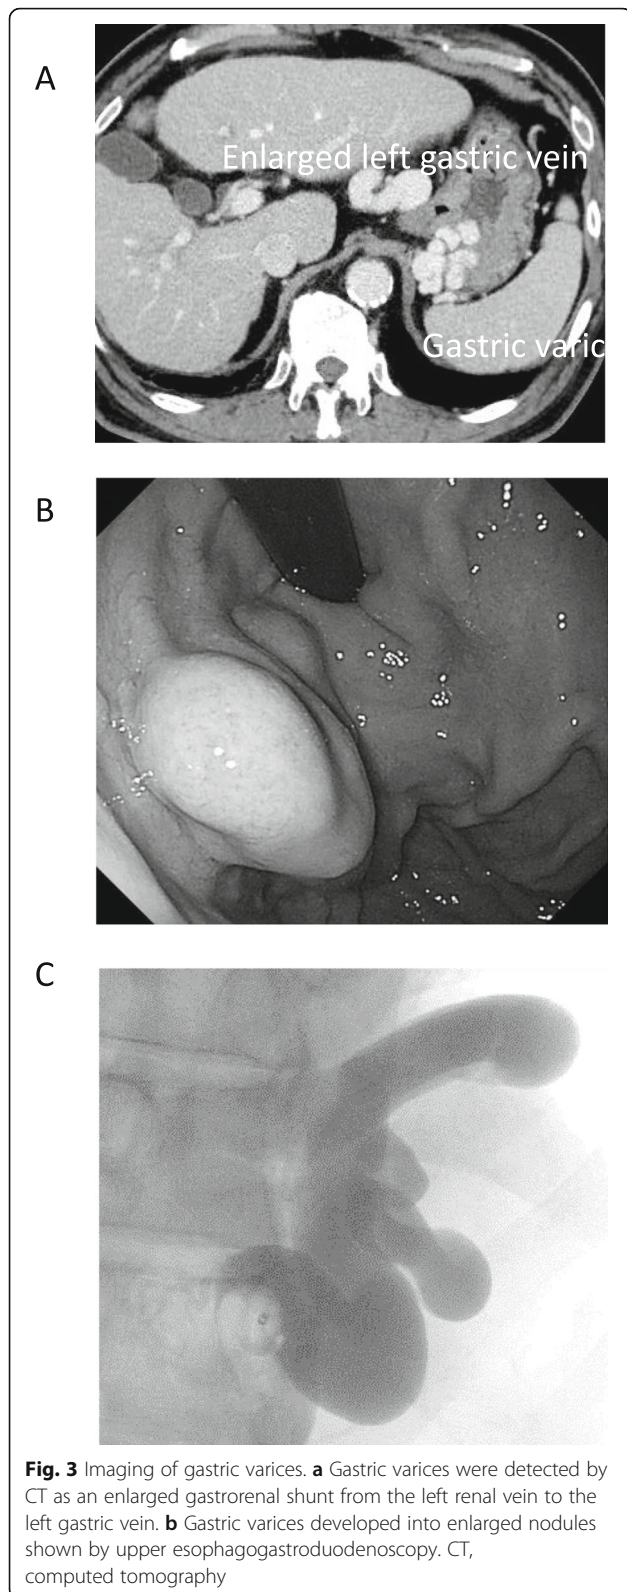 A
Enlarged left gastric vein
Gastric varic
B
C
Fig. 3 Imaging of gastric varices. a Gastric varices were detected by
CT as an enlarged gastrorenal shunt from the left renal vein to the
left gastric vein. b Gastric varices developed into enlarged nodules
shown by upper esophagogastroduodenoscopy. CT,
computed tomography